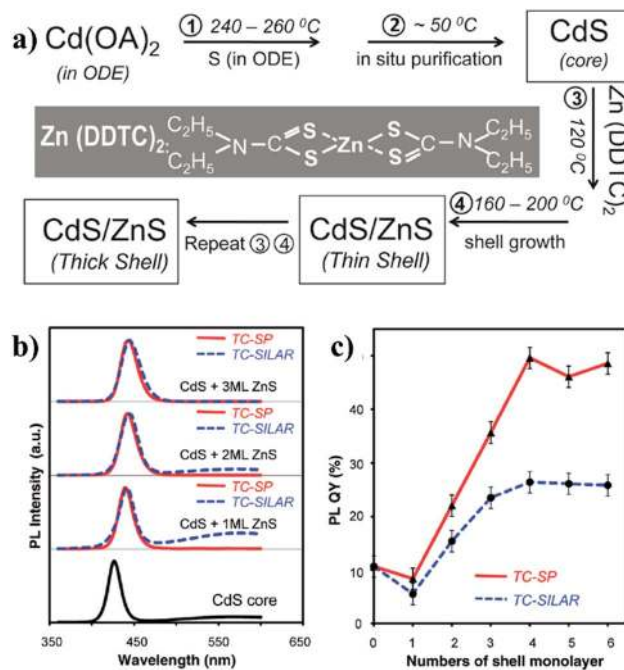 a)
Cd(OA)₂
(in ODE)
① 240 – 260 ⁰C
S (in ODE)
② ~ 50 ⁰C
in situ purification
CdS
(core)
③
120 ⁰C
Zn (DDTC)₂
Zn (DDTC)₂:
C₂H₅
C₂H₅
N
C
S
S
Zn
S
S
C
N
C₂H₅
C₂H₅
④ 160 – 200 ⁰C
shell growth
CdS/ZnS
(Thin Shell)
Repeat ③ ④
CdS/ZnS
(Thick Shell)
b)
TC-SP
TC-SILAR
CdS + 3ML ZnS
TC-SP
TC-SILAR
CdS + 2ML ZnS
TC-SP
TC-SILAR
CdS + 1ML ZnS
CdS core
PL Intensity (a.u.)
350 450 550 650
Wavelength (nm)
c)
PL QY (%)
40
30
20
10
0
0 1 2 3 4 5 6
TC-SP
TC-SILAR
Numbers of shell monolayer